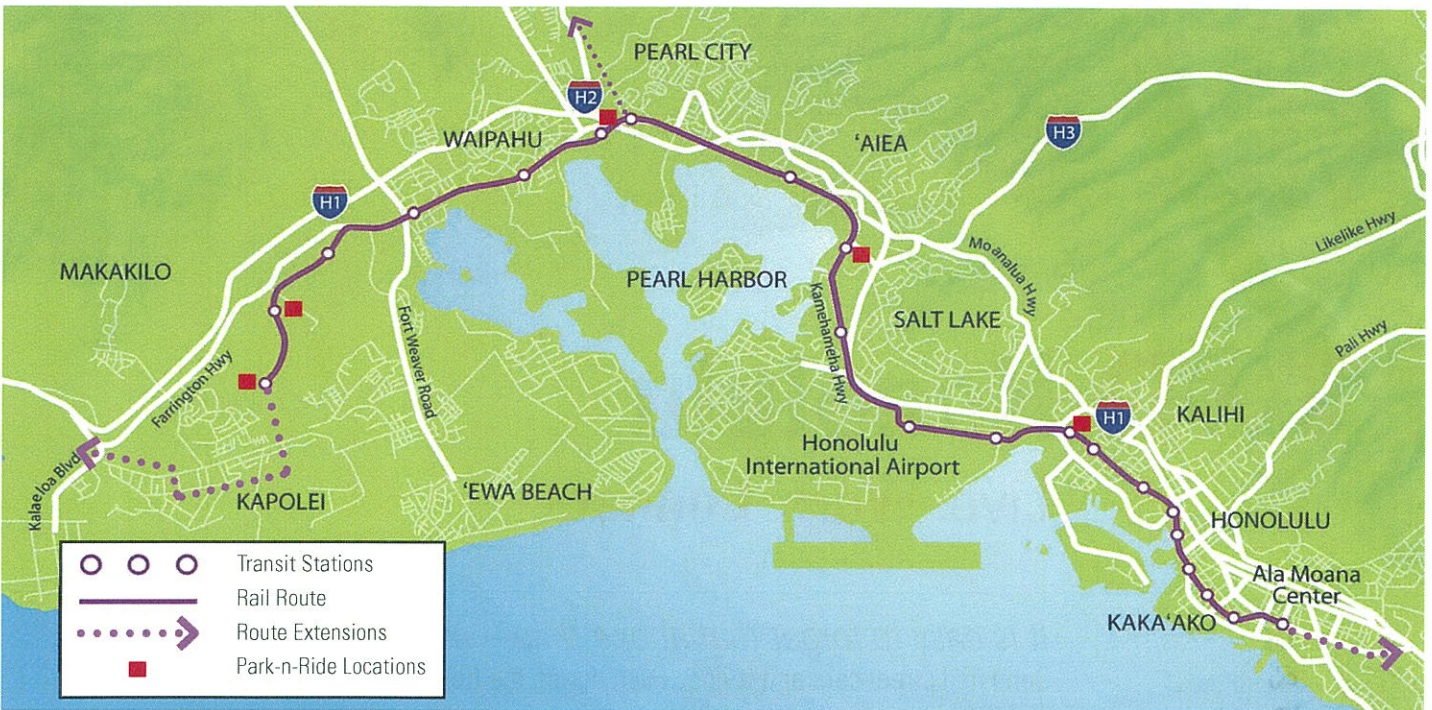 PEARL CITY
H2
WAIPAHU
'AIEA
H3
H1
Moanalua Hwy
Likelike Hwy
MAKAKILO
PEARL HARBOR
SALT LAKE
Kamehameha Hwy
Fort Weaver Road
Farrington Hwy
Pali Hwy
H1
KALIHI
Honolulu
International Airport
Kalaeloa Blvd
KAPOLEI
'EWA BEACH
HONOLULU
Ala Moana
Center
KAKA'AKO
Transit Stations
Rail Route
Route Extensions
Park-n-Ride Locations